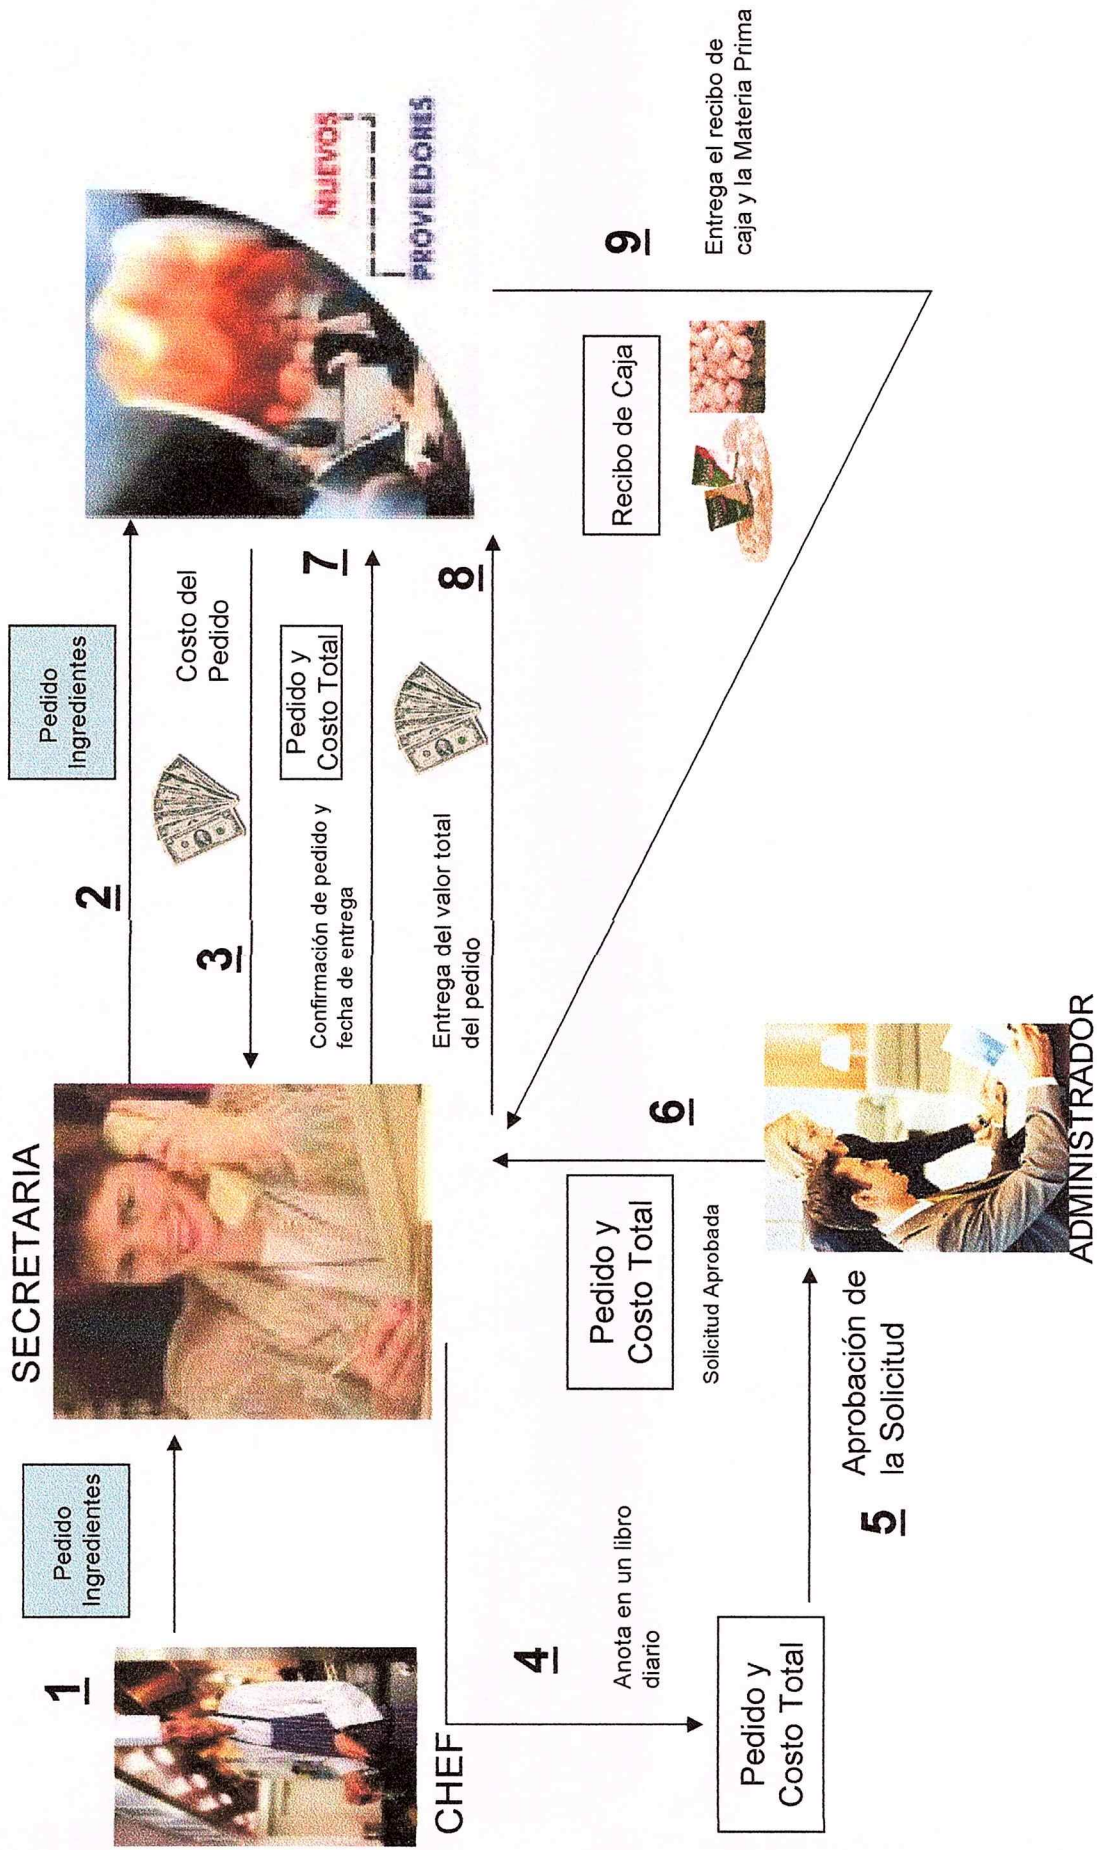 SECRETARIA
1
Pedido
Ingredientes
CHEF
2
Pedido
Ingredientes
3
Costo del
Pedido
Confirmación de pedido y
fecha de entrega
Pedido y
Costo Total
7
Entrega del valor total
del pedido
8
NUEVOS
PROVEEDORES
4
Anota en un libro
diario
Pedido y
Costo Total
5
Aprobación de
la Solicitud
ADMINISTRADOR
Pedido y
Costo Total
Solicitud Aprobada
6
Recibo de Caja
9
Entrega el recibo de
caja y la Materia Prima